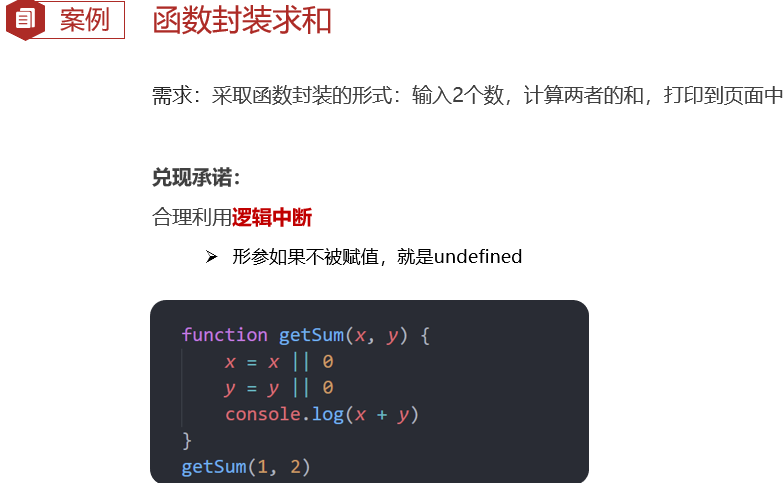 案例
函数封装求和
需求：采取函数封装的形式：输入2个数，计算两者的和，打印到页面中
兑现承诺：
合理利用逻辑中断
➢ 形参如果不被赋值，就是undefined
function getSum(x, y) {
    x = x || 0
    y = y || 0
    console.log(x + y)
}
getSum(1, 2)